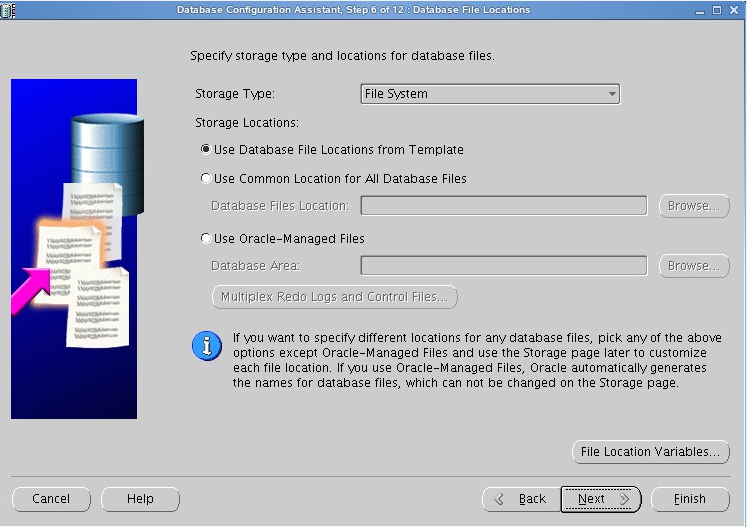 Database Configuration Assistant, Step 6 of 12 : Database File Locations
Specify storage type and locations for database files.
Storage Type: File System
Storage Locations:
Use Database File Locations from Template
Use Common Location for All Database Files
Database Files Location: Browse...
Use Oracle-Managed Files
Database Area: Browse...
Multiplex Redo Logs and Control Files...
If you want to specify different locations for any database files, pick any of the above
options except Oracle-Managed Files and use the Storage page later to customize
each file location. If you use Oracle-Managed Files, Oracle automatically generates
the names for database files, which can not be changed on the Storage page.
File Location Variables...
Cancel Help Back Next Finish